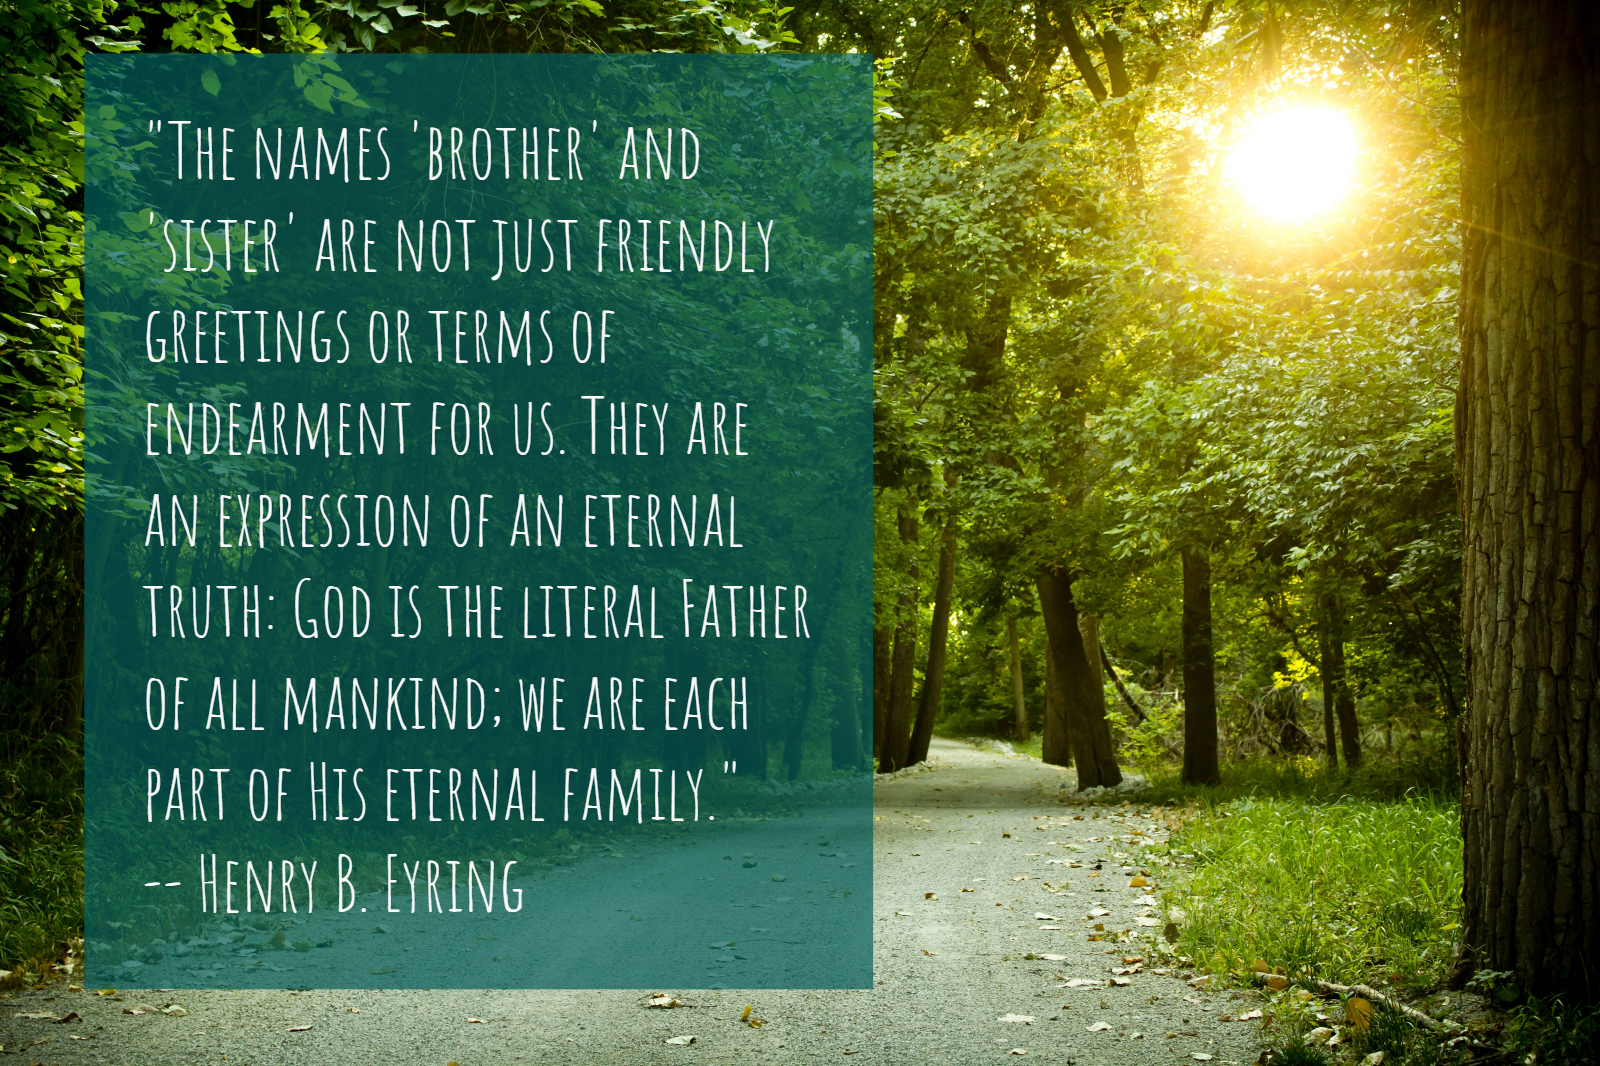 "The names 'brother' and
'sister' are not just friendly
greetings or terms of
endearment for us. They are
an expression of an eternal
truth: God is the literal Father
of all mankind; we are each
part of His eternal family."
-- Henry B. Eyring